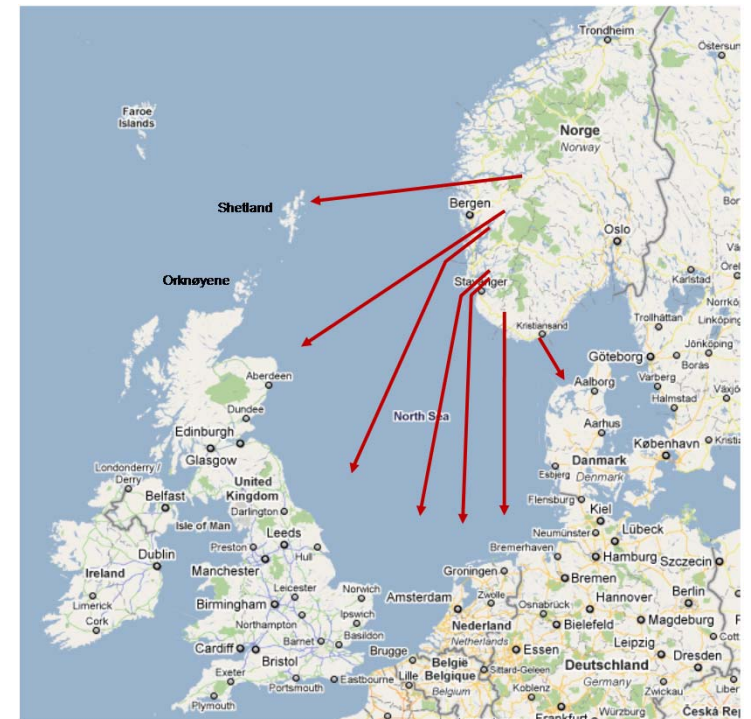 Trondheim
Östersun
Faroe
Islands
Norge
Norway
Shetland
Bergen
Oslo
Orknøyene
Stavanger
Karlstad
Kristiansand
Trollhättan
Linköping
Jönköping
Göteborg
Borås
Aberdeen
Aalborg
Varberg
Växjö
Halmstad
Dundee
North Sea
Aarhus
Edinburgh
København
Kristia
Glasgow
Danmark
Londonderry /
Derry
United
Kingdom
Esbjerg
Denmark
Belfast
Flensburg
Darlington
Kiel
Isle of Man
Leeds
Neumünster
Lübeck
Preston
Hull
Bremerhaven
Dublin
Hamburg
Szczecin
Ireland
Manchester
Groningen
Bremen
Leicester
Norwich
Amsterdam
Zwolle
Hannover
Berlin
Limerick
Birmingham
Osnabrück
Cork
Northampton
Ipswich
Nederland
Bielefeld
Magdeburg
Cardiff
Barnet
Basildon
Netherlands
Essen
Leipzig
Bristol
Brugge
België
Deutschland
Dresden
Exeter
Eastbourne
Lille
Belgique
Sittard-Geleen
Portsmouth
Belgium
Koblenz
Germany
Zwickau
Liber
Plymouth
Frankfurt
Würzburg
Česká Rep